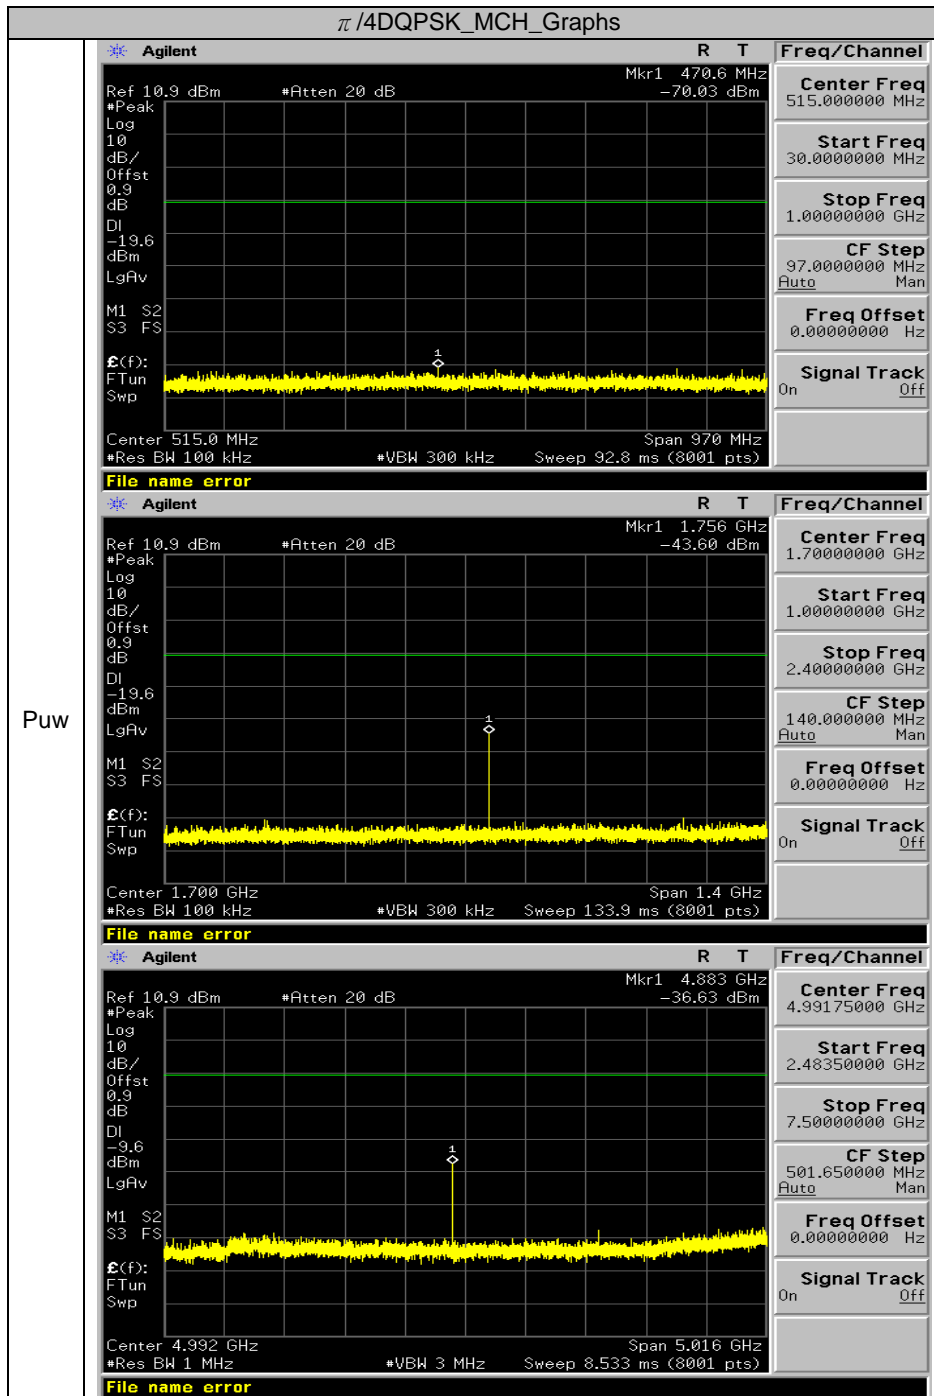 π/4DQPSK_MCH_Graphs
Puw
Agilent R T Freq/Channel
Mkr1 470.6 MHz
Ref 10.9 dBm #Atten 20 dB -70.03 dBm
#Peak
Log
10
dB/
Offst
0.9
dB
DI
-19.6
dBm
LgAv
M1 S2
S3 FS
£(f):
FTun
Swp
1
Center 515.0 MHz Span 970 MHz
#Res BW 100 kHz #VBW 300 kHz Sweep 92.8 ms (8001 pts)
File name error
Center Freq
515.000000 MHz
Start Freq
30.0000000 MHz
Stop Freq
1.00000000 GHz
CF Step
97.0000000 MHz
Auto Man
Freq Offset
0.00000000 Hz
Signal Track
On Off
Agilent R T Freq/Channel
Mkr1 1.756 GHz
Ref 10.9 dBm #Atten 20 dB -43.60 dBm
#Peak
Log
10
dB/
Offst
0.9
dB
DI
-19.6
dBm
LgAv
M1 S2
S3 FS
£(f):
FTun
Swp
1
Center 1.700 GHz Span 1.4 GHz
#Res BW 100 kHz #VBW 300 kHz Sweep 133.9 ms (8001 pts)
File name error
Center Freq
1.70000000 GHz
Start Freq
1.00000000 GHz
Stop Freq
2.40000000 GHz
CF Step
140.000000 MHz
Auto Man
Freq Offset
0.00000000 Hz
Signal Track
On Off
Agilent R T Freq/Channel
Mkr1 4.883 GHz
Ref 10.9 dBm #Atten 20 dB -36.63 dBm
#Peak
Log
10
dB/
Offst
0.9
dB
DI
-9.6
dBm
LgAv
M1 S2
S3 FS
£(f):
FTun
Swp
1
Center 4.992 GHz Span 5.016 GHz
#Res BW 1 MHz #VBW 3 MHz Sweep 8.533 ms (8001 pts)
File name error
Center Freq
4.99175000 GHz
Start Freq
2.48350000 GHz
Stop Freq
7.50000000 GHz
CF Step
501.650000 MHz
Auto Man
Freq Offset
0.00000000 Hz
Signal Track
On Off